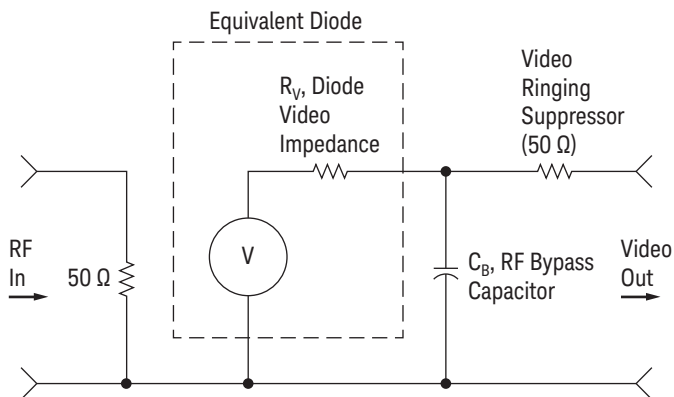 Equivalent Diode
R_V, Diode
Video
Impedance
Video
Ringing
Suppressor
(50 Ω)
RF
In
50 Ω
V
C_B, RF Bypass
Capacitor
Video
Out